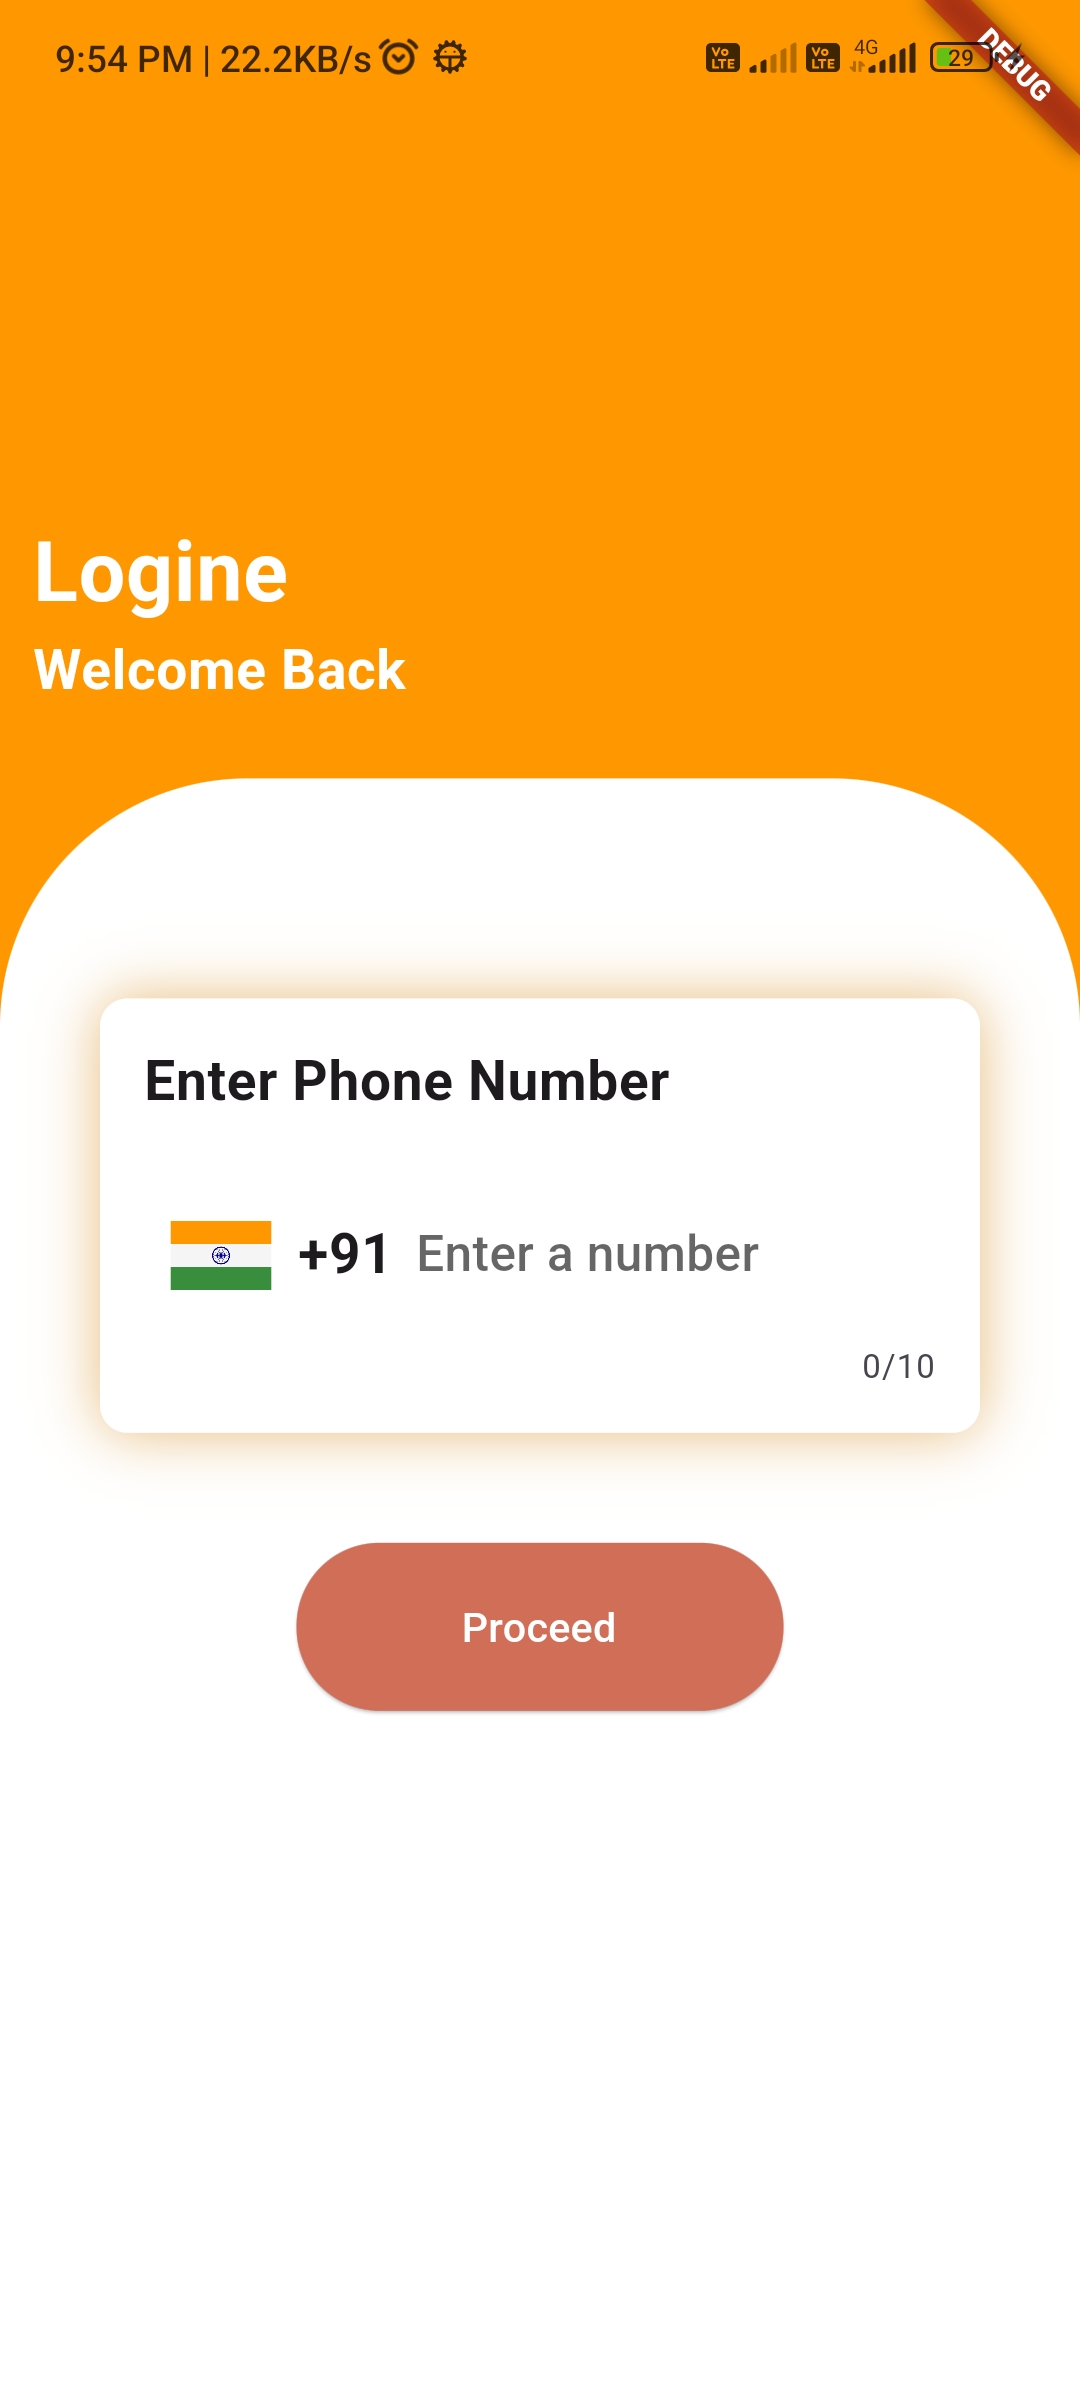 9:54 PM | 22.2KB/s
Vo LTE Vo LTE 4G 29
DEBUG
Logine
Welcome Back
Enter Phone Number
+91 Enter a number
0/10
Proceed